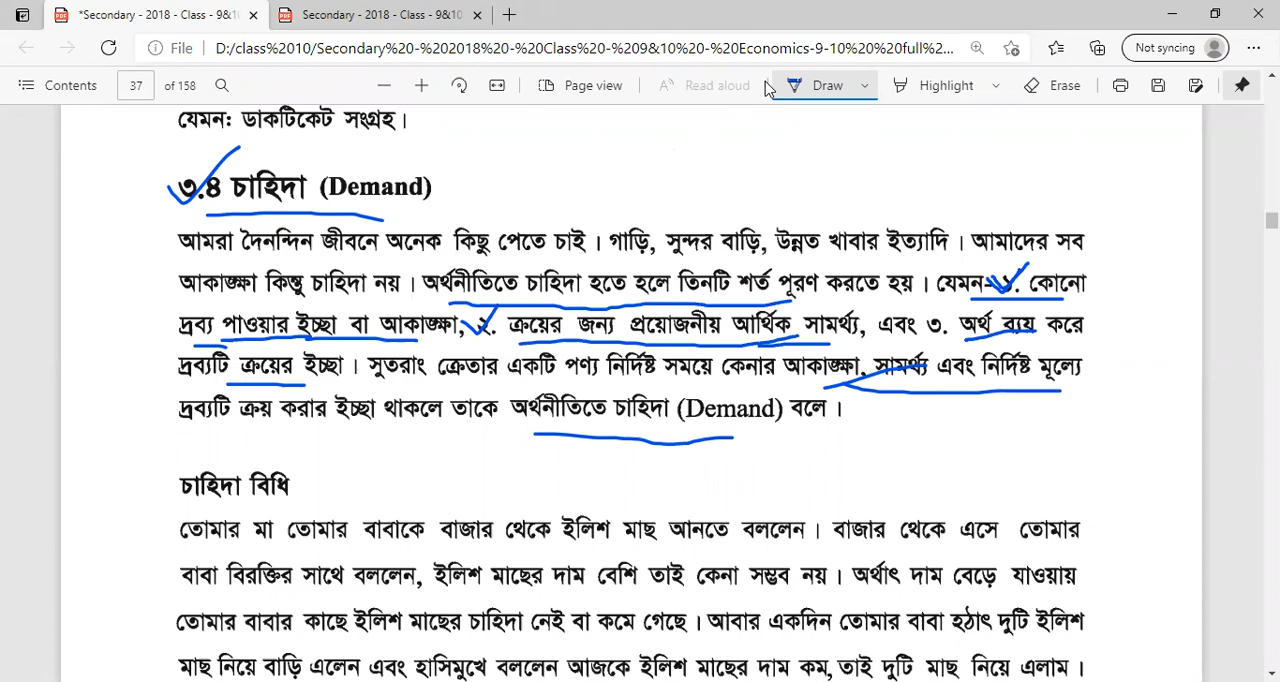 *Secondary - 2018 - Class - 9&10
Secondary - 2018 - Class - 9&10
File D:/class%2010/Secondary%20-%202018%20-%20Class%20-%209&10%20-%20Economics-9-10%20%20full%2... Not syncing
Contents 37 of 158 Page view Read aloud Draw Highlight Erase
যেমন: ডাকটিকেট সংগ্রহ।
৩.৪ চাহিদা (Demand)
আমরা দৈনন্দিন জীবনে অনেক কিছু পেতে চাই। গাড়ি, সুন্দর বাড়ি, উন্নত খাবার ইত্যাদি। আমাদের সব
আকাঙ্ক্ষা কিন্তু চাহিদা নয়। অর্থনীতিতে চাহিদা হতে হলে তিনটি শর্ত পূরণ করতে হয়। যেমন- ১. কোনো
দ্রব্য পাওয়ার ইচ্ছা বা আকাঙ্ক্ষা, ২. ক্রয়ের জন্য প্রয়োজনীয় আর্থিক সামর্থ্য, এবং ৩. অর্থ ব্যয় করে
দ্রব্যটি ক্রয়ের ইচ্ছা। সুতরাং ক্রেতার একটি পণ্য নির্দিষ্ট সময়ে কেনার আকাঙ্ক্ষা, সামর্থ্য এবং নির্দিষ্ট মূল্যে
দ্রব্যটি ক্রয় করার ইচ্ছা থাকলে তাকে অর্থনীতিতে চাহিদা (Demand) বলে।
চাহিদা বিধি
তোমার মা তোমার বাবাকে বাজার থেকে ইলিশ মাছ আনতে বললেন। বাজার থেকে এসে তোমার
বাবা বিরক্তির সাথে বললেন, ইলিশ মাছের দাম বেশি তাই কেনা সম্ভব নয়। অর্থাৎ দাম বেড়ে যাওয়ায়
তোমার বাবার কাছে ইলিশ মাছের চাহিদা নেই বা কমে গেছে। আবার একদিন তোমার বাবা হঠাৎ দুটি ইলিশ
মাছ নিয়ে বাড়ি এলেন এবং হাসিমুখে বললেন আজকে ইলিশ মাছের দাম কম, তাই দুটি মাছ নিয়ে এলাম।